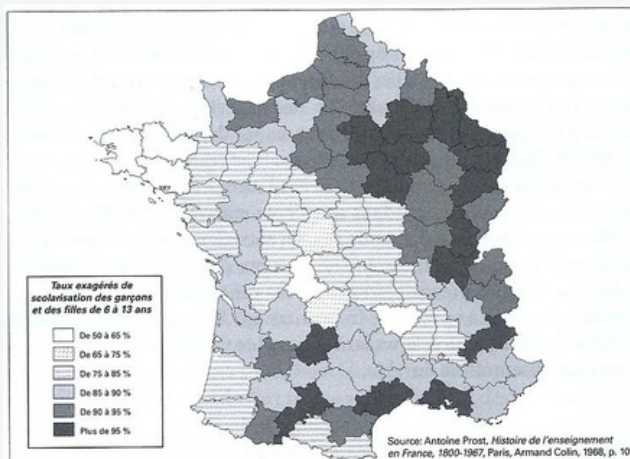 Taux exagérés de
scolarisation des garçons
et des filles de 6 à 13 ans
De 50 à 65 %
De 65 à 75 %
De 75 à 85 %
De 85 à 90 %
De 90 à 95 %
Plus de 95 %
Source: Antoine Prost, Histoire de l'enseignement
en France, 1800-1967, Paris, Armand Colin, 1968, p. 10